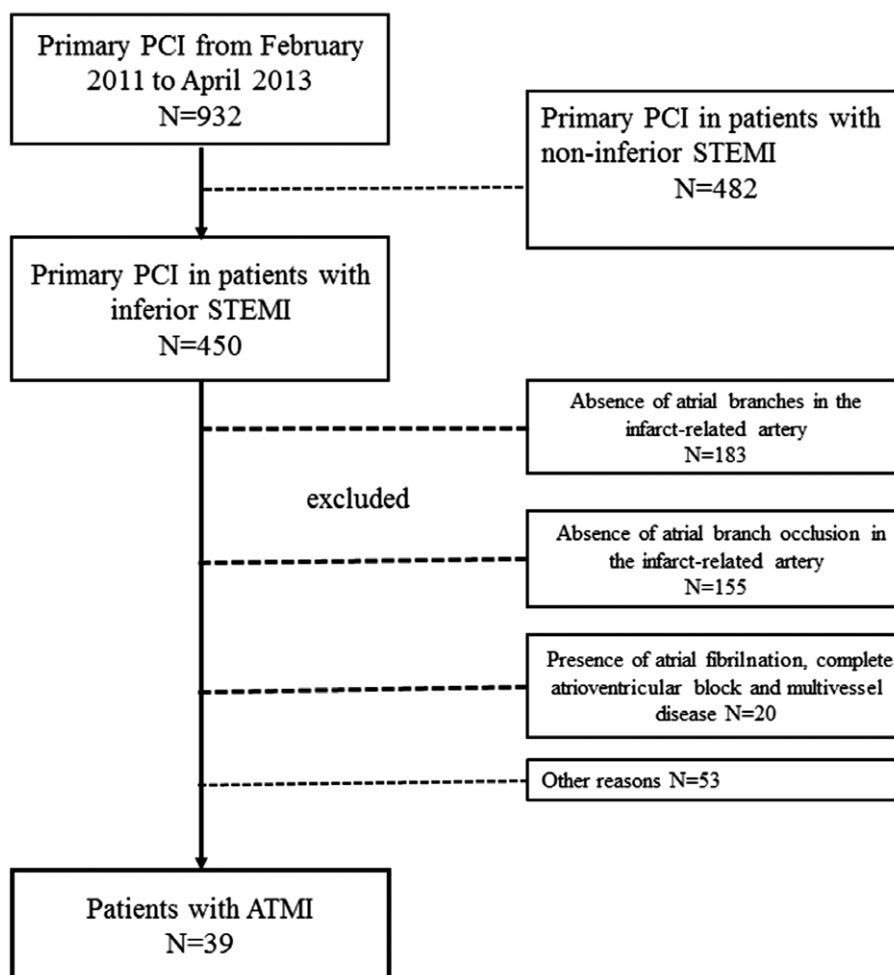 Primary PCI from February
2011 to April 2013
N=932
Primary PCI in patients with
non-inferior STEMI
N=482
Primary PCI in patients with
inferior STEMI
N=450
Absence of atrial branches in the
infarct-related artery
N=183
excluded
Absence of atrial branch occlusion in
the infarct-related artery
N=155
Presence of atrial fibrilnation, complete
atrioventricular block and multivessel
disease N=20
Other reasons N=53
Patients with ATMI
N=39